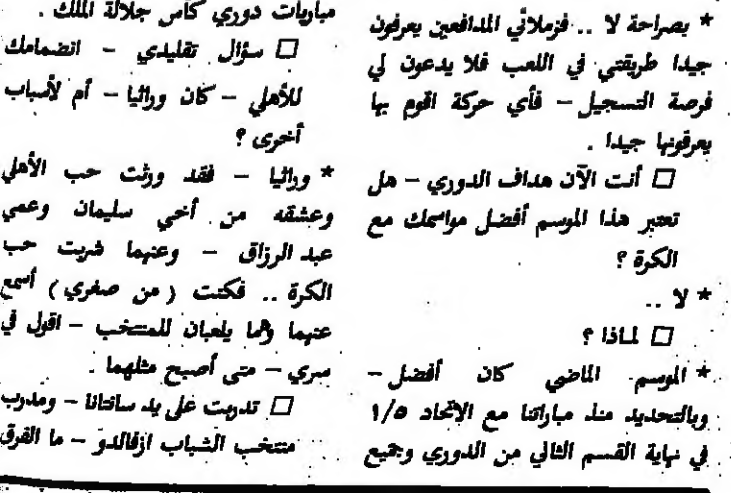 * بصراحة لا .. فزملائي المدافعين يعرفون
جيدا طريقتي في اللعب فلا يدعون لي
فرصة التسجيل – فأي حركة اقوم بها
يعرفونها جيدا .
□ أنت الآن هداف الدوري – هل
تعتبر هذا الموسم أفضل مواسمك مع
الكرة ؟
* لا ..
□ لماذا ؟
* الموسم الماضي كان أفضل –
وبالتحديد منذ مباراتنا مع الاتحاد ١/٥
في نهاية القسم الثاني من الدوري وجميع
مباريات دوري كأس جلالة الملك .
□ سؤال تقليدي – انضمامك
للأهلي – كان وراثيا – أم لأسباب
أخرى ؟
* وراثيا – فقد ورثت حب الأهلي
وعشقه من أخي سليمان وعمي
عبد الرزاق – وعنهما شربت حب
الكرة .. فكنت ( من صغري ) أسمع
عنهما وهما يلعبان للمنتخب – اقول في
سري – متى أصبح مثلهما .
□ تدربت على يد سانتانا – ومدرب
منتخب الشباب ازفالدو – ما الفرق